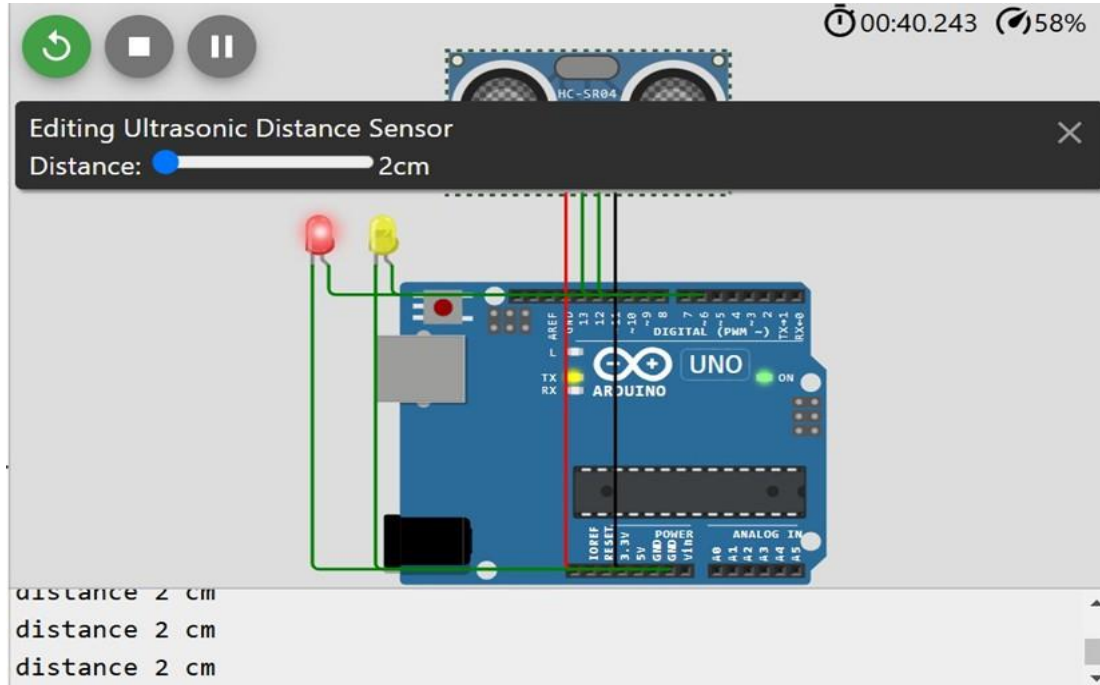 00:40.243 58%
HC-SR04
Editing Ultrasonic Distance Sensor
Distance: 2cm
AREF
GND
13
12
11
~10
~9
8
7
~6
~5
4
~3
2
TX→1
RX←0
DIGITAL (PWM ~)
L
TX
RX
UNO
ON
ARDUINO
IOREF
RESET
3.3V
5V
GND
GND
Vin
POWER
ANALOG IN
A0
A1
A2
A3
A4
A5
distance 2 cm
distance 2 cm
distance 2 cm